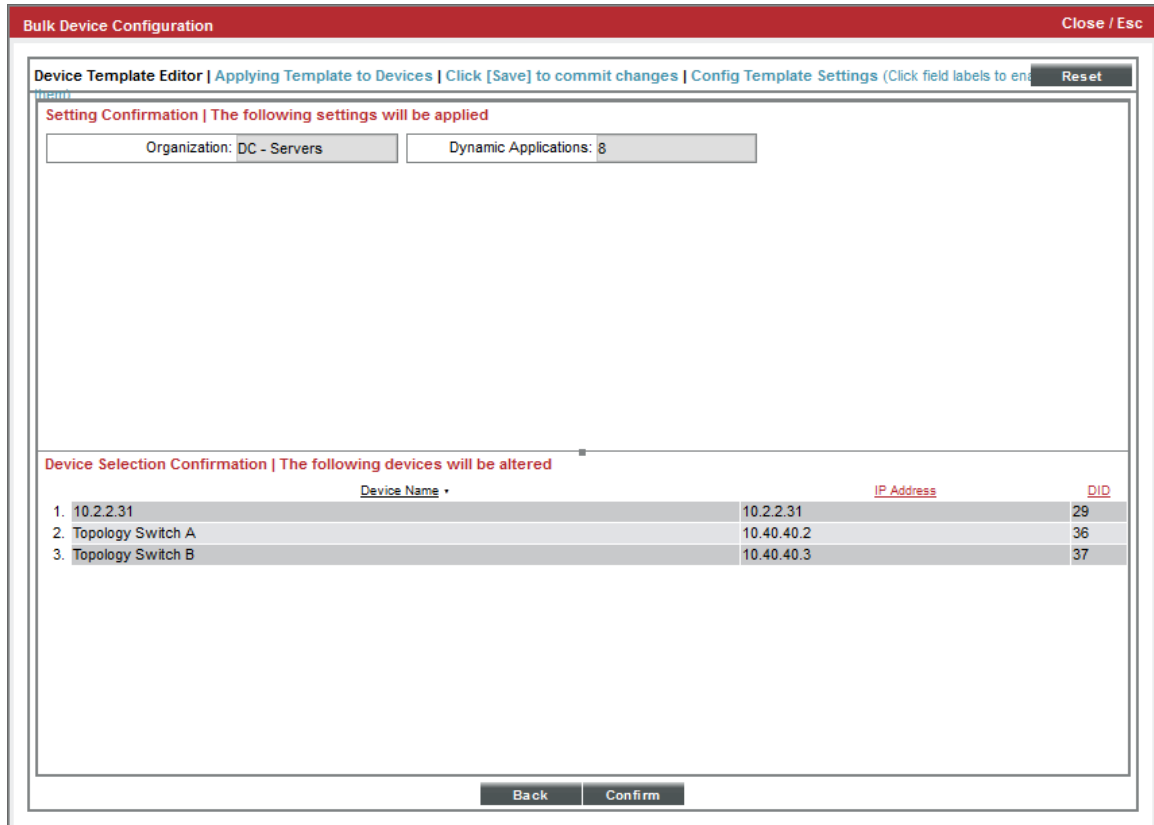 Bulk Device Configuration
Close / Esc
Device Template Editor | Applying Template to Devices | Click [Save] to commit changes | Config Template Settings (Click field labels to ena
Reset
them)
Setting Confirmation | The following settings will be applied
Organization: DC - Servers
Dynamic Applications: 8
Device Selection Confirmation | The following devices will be altered
Device Name IP Address DID
1. 10.2.2.31 10.2.2.31 29
2. Topology Switch A 10.40.40.2 36
3. Topology Switch B 10.40.40.3 37
Back Confirm